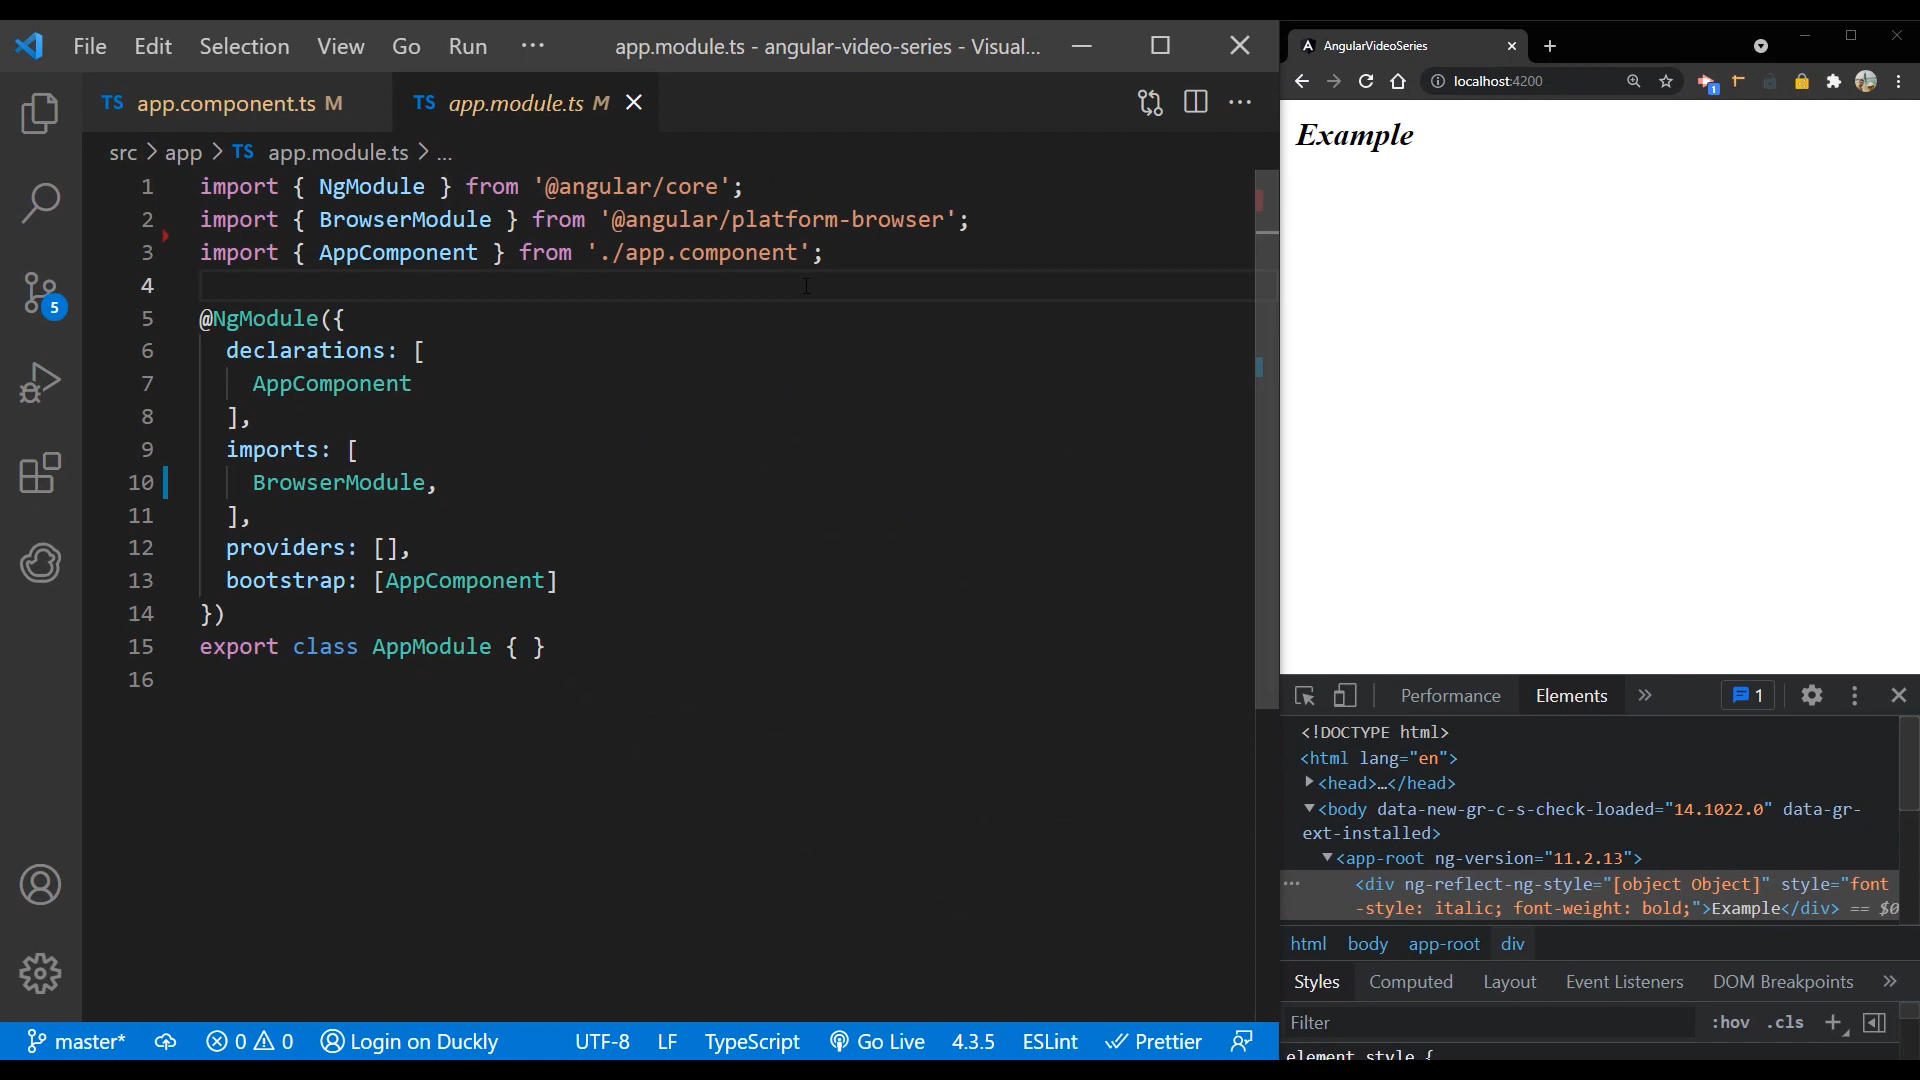 File Edit Selection View Go Run ··· app.module.ts - angular-video-series - Visual...
TS app.component.ts M TS app.module.ts M
src > app > TS app.module.ts > ...
1 import { NgModule } from '@angular/core';
2 import { BrowserModule } from '@angular/platform-browser';
3 import { AppComponent } from './app.component';
4
5 @NgModule({
6 declarations: [
7 AppComponent
8 ],
9 imports: [
10 BrowserModule,
11 ],
12 providers: [],
13 bootstrap: [AppComponent]
14 })
15 export class AppModule { }
16
5
master* 0 0 Login on Duckly UTF-8 LF TypeScript Go Live 4.3.5 ESLint Prettier
AngularVideoSeries
localhost:4200 1
Example
Performance Elements » 1
<!DOCTYPE html>
<html lang="en">
<head>…</head>
<body data-new-gr-c-s-check-loaded="14.1022.0" data-gr-
ext-installed>
<app-root ng-version="11.2.13">
··· <div ng-reflect-ng-style="[object Object]" style="font
-style: italic; font-weight: bold;">Example</div> == $0
html body app-root div
Styles Computed Layout Event Listeners DOM Breakpoints »
Filter :hov .cls +
element.style {